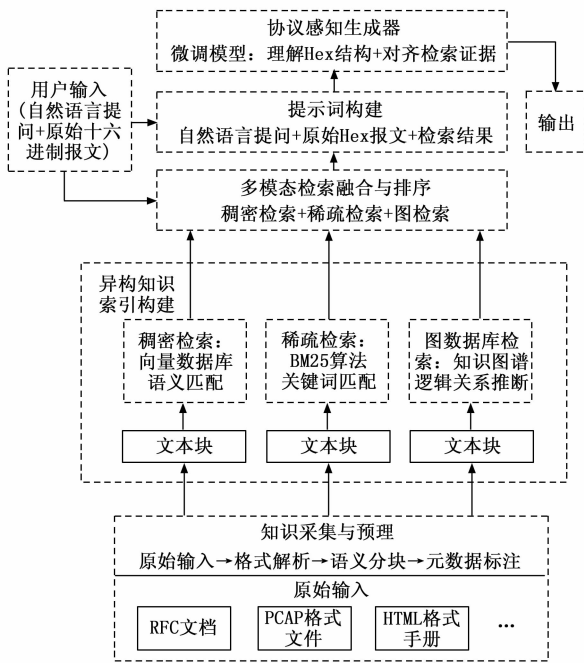 协议感知生成器
微调模型：理解Hex结构+对齐检索证据
用户输入
(自然语言提
问+原始十六
进制报文)
提示词构建
自然语言提问+原始Hex报文+检索结果
输出
多模态检索融合与排序
稠密检索+稀疏检索+图检索
异构知识
索引构建
稠密检索：
向量数据库
语义匹配
稀疏检索：
BM25算法
关键词匹配
图数据库检
索：知识图谱
逻辑关系推断
文本块
文本块
文本块
知识采集与预理
原始输入→格式解析→语义分块→元数据标注
原始输入
RFC文档
PCAP格式
文件
HTML格式
手册
…